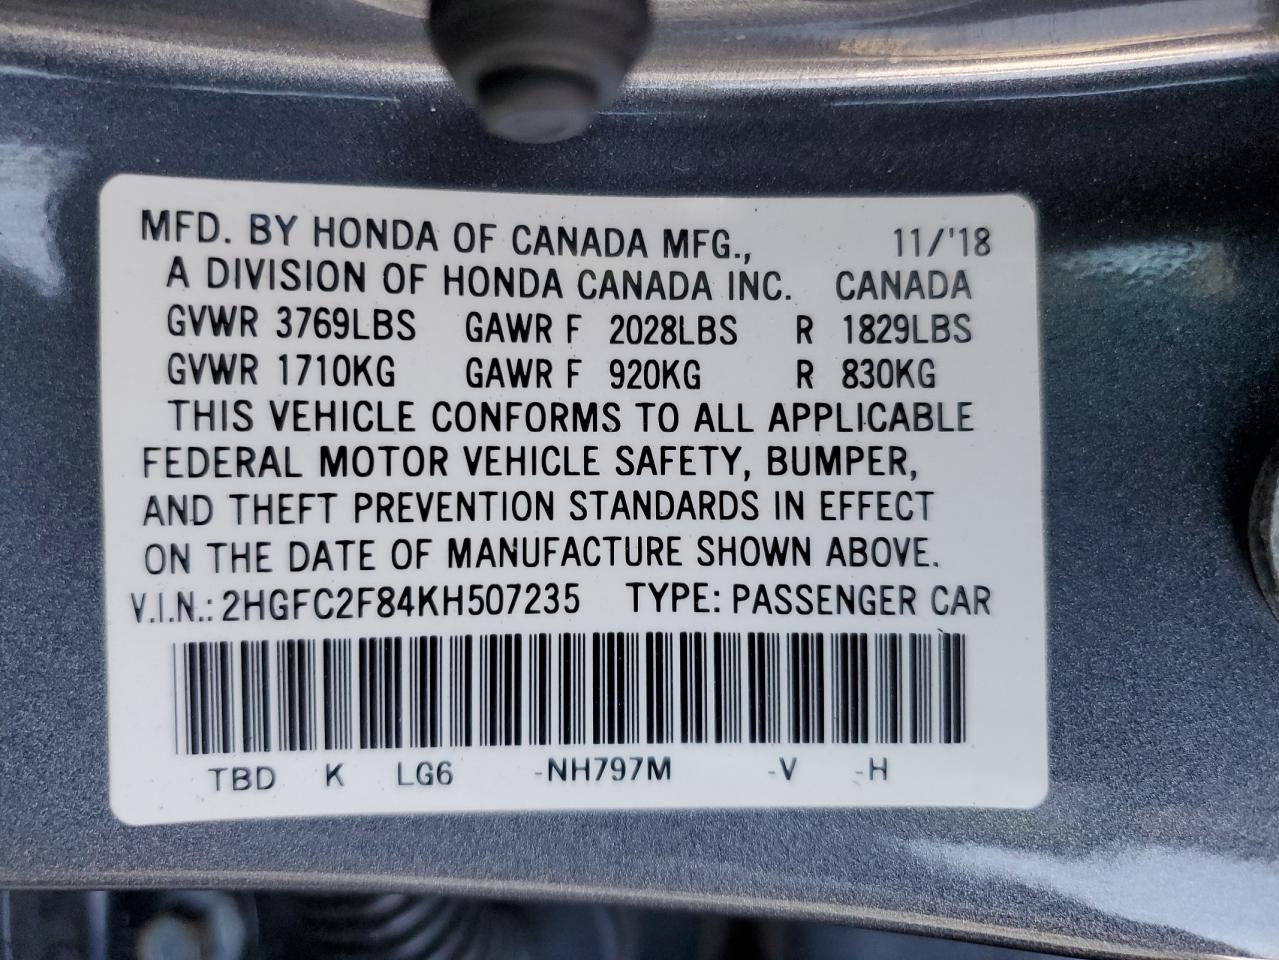 MFD. BY HONDA OF CANADA MFG., 11/'18
A DIVISION OF HONDA CANADA INC. CANADA
GVWR 3769LBS GAWR F 2028LBS R 1829LBS
GVWR 1710KG GAWR F 920KG R 830KG
THIS VEHICLE CONFORMS TO ALL APPLICABLE
FEDERAL MOTOR VEHICLE SAFETY, BUMPER,
AND THEFT PREVENTION STANDARDS IN EFFECT
ON THE DATE OF MANUFACTURE SHOWN ABOVE.
V.I.N.: 2HGFC2F84KH507235 TYPE: PASSENGER CAR
TBD K LG6 -NH797M -V -H